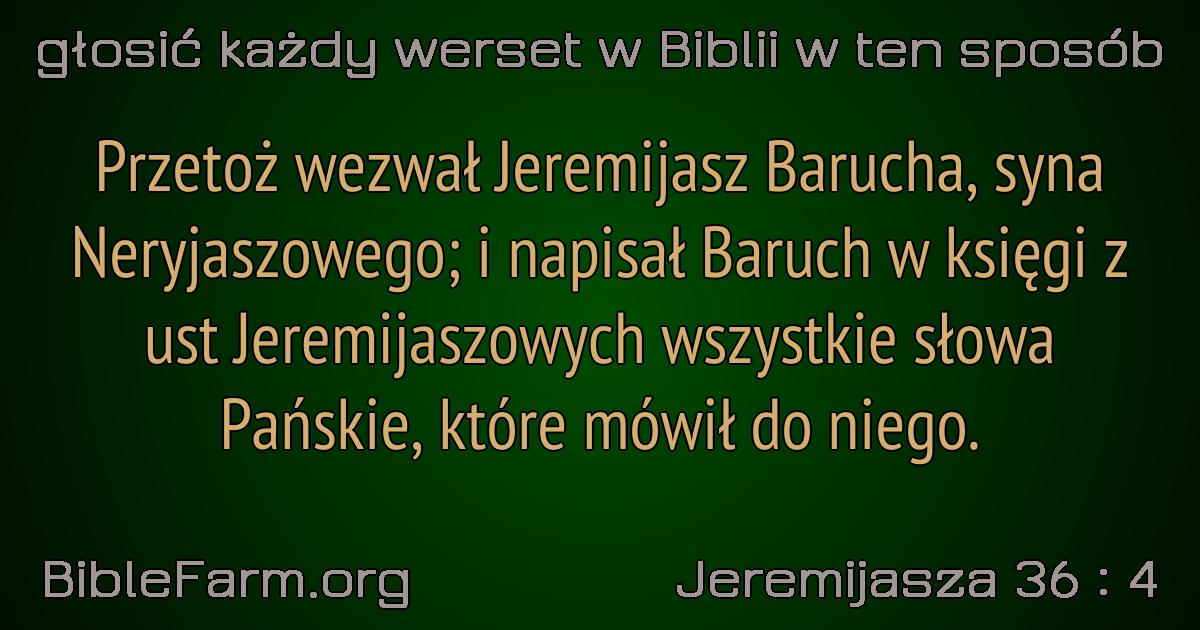 głosić każdy werset w Biblii w ten sposób
Przetoż wezwał Jeremijasz Barucha, syna
Neryjaszowego; i napisał Baruch w księgi z
ust Jeremijaszowych wszystkie słowa
Pańskie, które mówił do niego.
BibleFarm.org
Jeremijasza 36 : 4